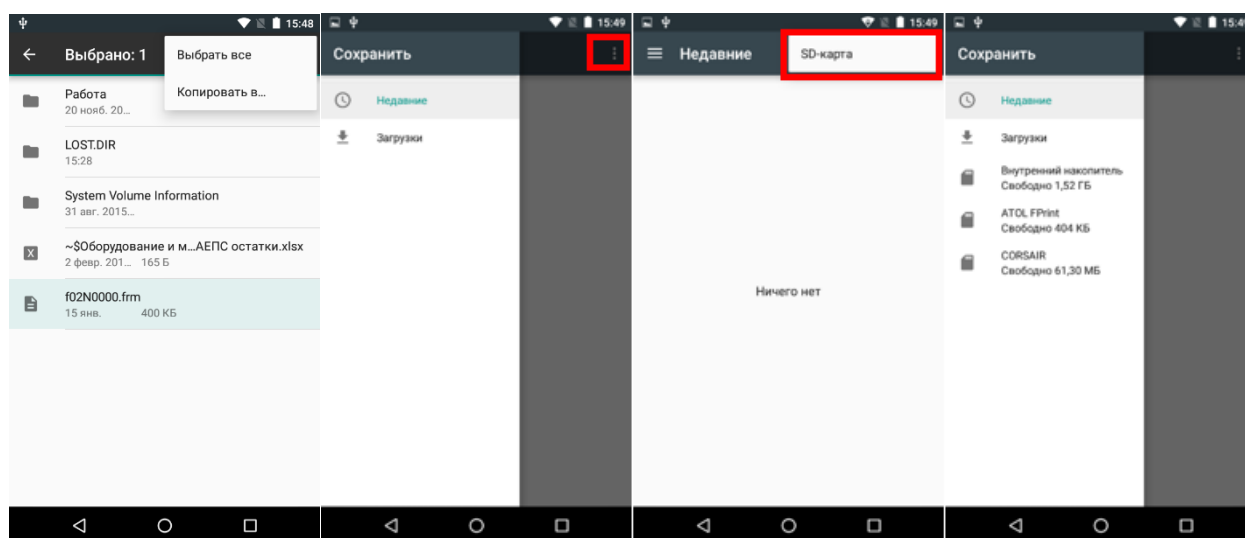 15:48
Выбрано: 1
Выбрать все
Копировать в...
Работа
20 нояб. 20...
LOST.DIR
15:28
System Volume Information
31 авг. 2015...
~$Оборудование и м...АЕПС остатки.xlsx
2 февр. 201... 165 Б
f02N0000.frm
15 янв. 400 КБ
15:49
Сохранить
Недавние
Загрузки
15:49
Недавние
SD-карта
Ничего нет
15:49
Сохранить
Недавние
Загрузки
Внутренний накопитель
Свободно 1,52 ГБ
ATOL FPrint
Свободно 404 КБ
CORSAIR
Свободно 61,30 МБ